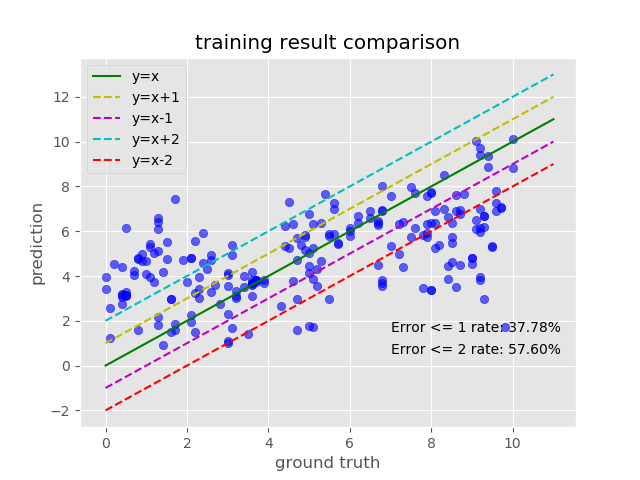 training result comparison
y=x
y=x+1
y=x-1
y=x+2
y=x-2
12
10
8
6
4
2
0
−2
prediction
Error <= 1 rate: 37.78%
Error <= 2 rate: 57.60%
0 2 4 6 8 10
ground truth